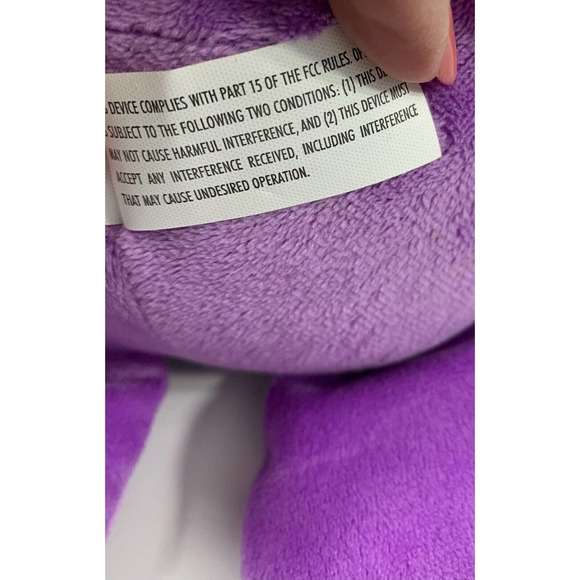 DEVICE COMPLIES WITH PART 15 OF THE FCC RULES.
SUBJECT TO THE FOLLOWING TWO CONDITIONS: (1) THIS
MAY NOT CAUSE HARMFUL INTERFERENCE, AND (2) THIS DEVICE MUST
ACCEPT ANY INTERFERENCE RECEIVED, INCLUDING INTERFERENCE
THAT MAY CAUSE UNDESIRED OPERATION.